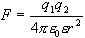 F = q₁q₂ / 4πε₀εr²